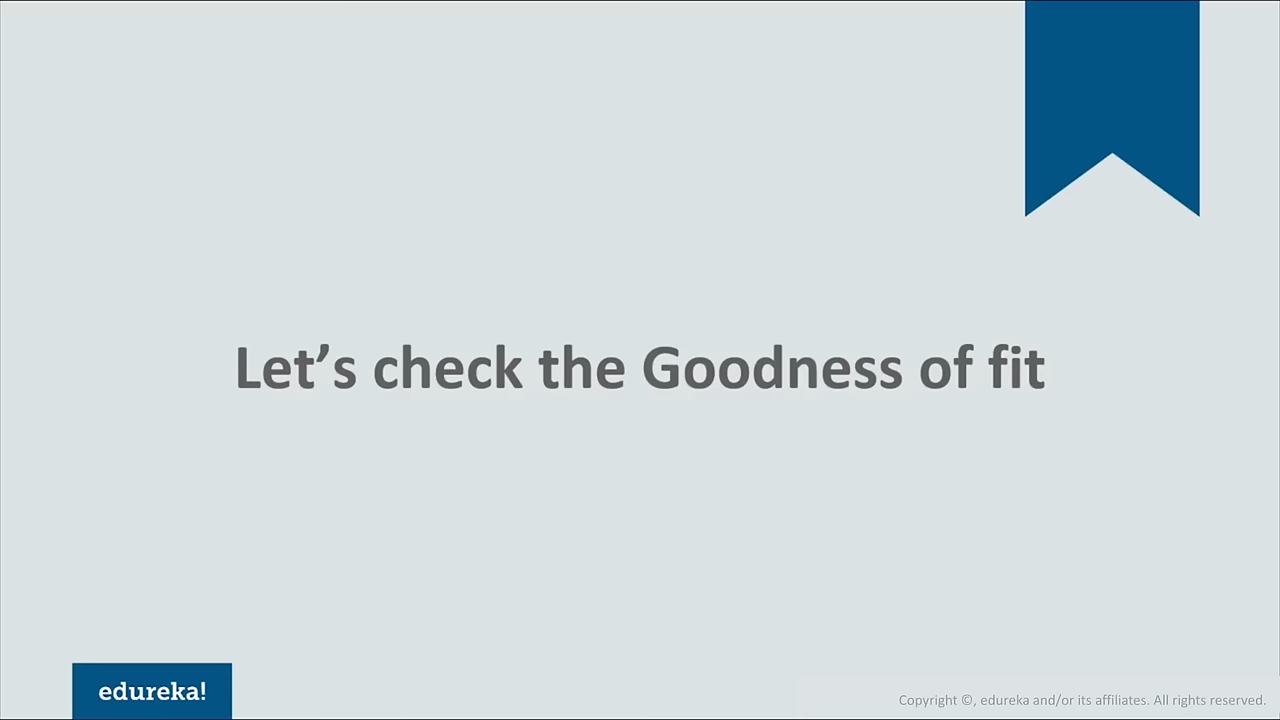 Let’s check the Goodness of fit
edureka!
Copyright ©, edureka and/or its affiliates. All rights reserved.